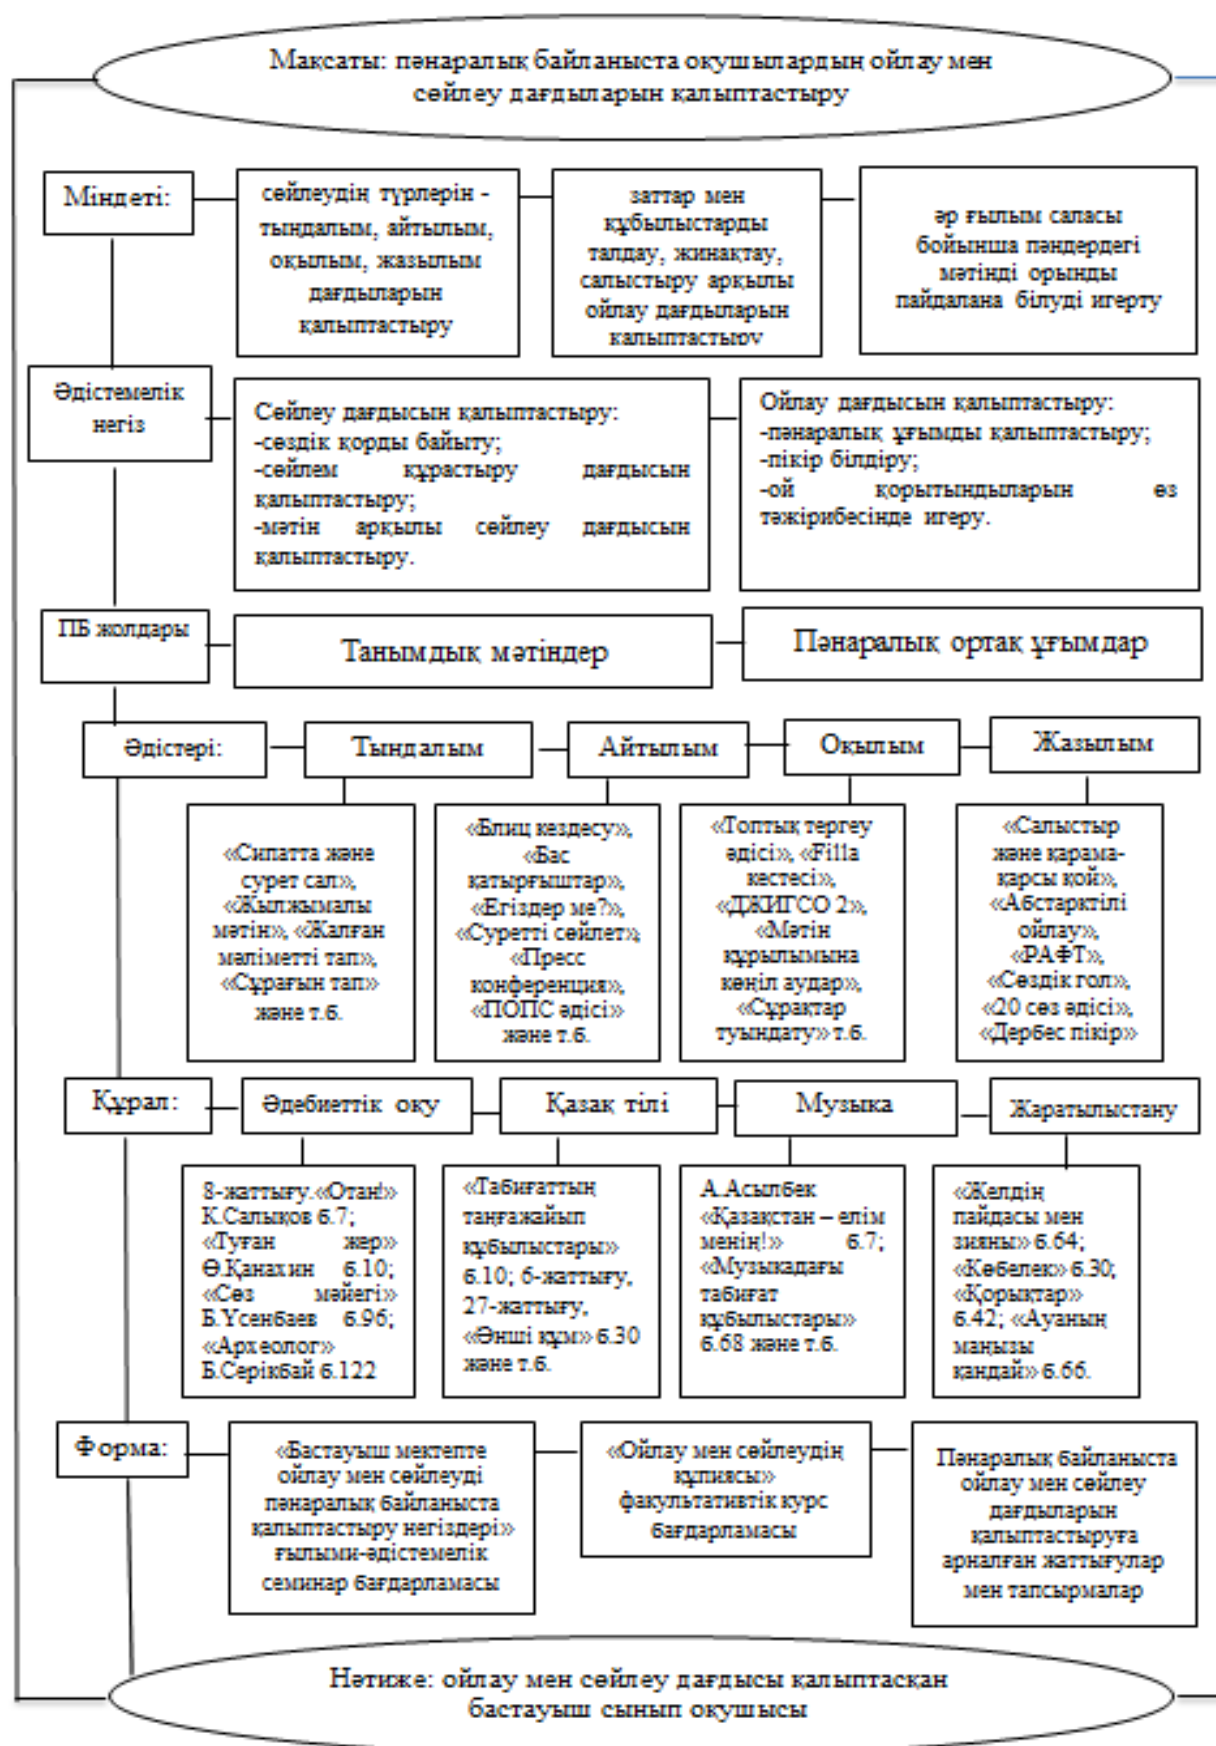 Мақсаты: пәнаралық байланыста оқушылардың ойлау мен
сөйлеу дағдыларын қалыптастыру
Міндеті:
сөйлеудің түрлерін -
тыңдалым, айтылым,
оқылым, жазылым
дағдыларын
қалыптастыру
заттар мен
құбылыстарды
талдау, жинақтау,
салыстыру арқылы
ойлау дағдыларын
қалыптастыру
әр ғылым саласы
бойынша пәндердегі
мәтінді орынды
пайдалана білуді игерту
Әдістемелік
негіз
Сөйлеу дағдысын қалыптастыру:
-сөздік қорды байыту;
-сөйлем құрастыру дағдысын
қалыптастыру;
-мәтін арқылы сөйлеу дағдысын
қалыптастыру.
Ойлау дағдысын қалыптастыру:
-пәнаралық ұғымды қалыптастыру;
-пікір білдіру;
-ой қорытындыларын өз
тәжірибесінде игеру.
ПБ жолдары
Танымдық мәтіндер
Пәнаралық ортақ ұғымдар
Әдістері:
Тыңдалым
Айтылым
Оқылым
Жазылым
«Сипатта және
сурет сал»,
«Жылжымалы
мәтін», «Жалған
мәліметті тап»,
«Сұрағын тап»
және т.б.
«Блиц кездесу»,
«Бас
қатырғыштар»,
«Егіздер ме?»,
«Суретті сөйлет»,
«Пресс
конференция»,
«ПОПС әдісі»
және т.б.
«Топтық тергеу
әдісі», «Filla
кестесі»,
«ДЖИГСО 2»,
«Мәтін
құрылымына
көңіл аудар»,
«Сұрақтар
туындату» т.б.
«Салыстыр
және қарама-
қарсы қой»,
«Абстарктілі
ойлау»,
«РАФТ»,
«Сөздік гол»,
«20 сөз әдісі»,
«Дербес пікір»
Құрал:
Әдебиеттік оқу
Қазақ тілі
Музыка
Жаратылыстану
8-жаттығу.«Отан!»
К.Салықов б.7;
«Туған жер»
Ө.Қанахин б.10;
«Сөз мәйегі»
Б.Үсенбаев б.96;
«Археолог»
Б.Серікбай б.122
«Табиғаттың
таңғажайып
құбылыстары»
б.10; 6-жаттығу,
27-жаттығу,
«Әнші құм» б.30
және т.б.
А.Асылбек
«Қазақстан – елім
менің!» б.7;
«Музыкадағы
табиғат
құбылыстары»
б.68 және т.б.
«Желдің
пайдасы мен
зияны» б.64;
«Көбелек» б.30;
«Қорықтар»
б.42; «Ауаның
маңызы
қандай» б.66.
Форма:
«Бастауыш мектепте
ойлау мен сөйлеуді
пәнаралық байланыста
қалыптастыру негіздері»
ғылыми-әдістемелік
семинар бағдарламасы
«Ойлау мен сөйлеудің
құпиясы»
факультативтік курс
бағдарламасы
Пәнаралық байланыста
ойлау мен сөйлеу
дағдыларын
қалыптастыруға
арналған жаттығулар
мен тапсырмалар
Нәтиже: ойлау мен сөйлеу дағдысы қалыптасқан
бастауыш сынып оқушысы